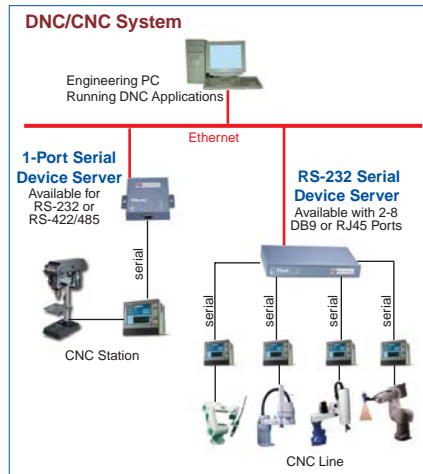 DNC/CNC System
Engineering PC
Running DNC Applications
Ethernet
1-Port Serial
Device Server
Available for
RS-232 or
RS-422/485
RS-232 Serial
Device Server
Available with 2-8
DB9 or RJ45 Ports
serial
serial
serial
serial
serial
CNC Station
CNC Line